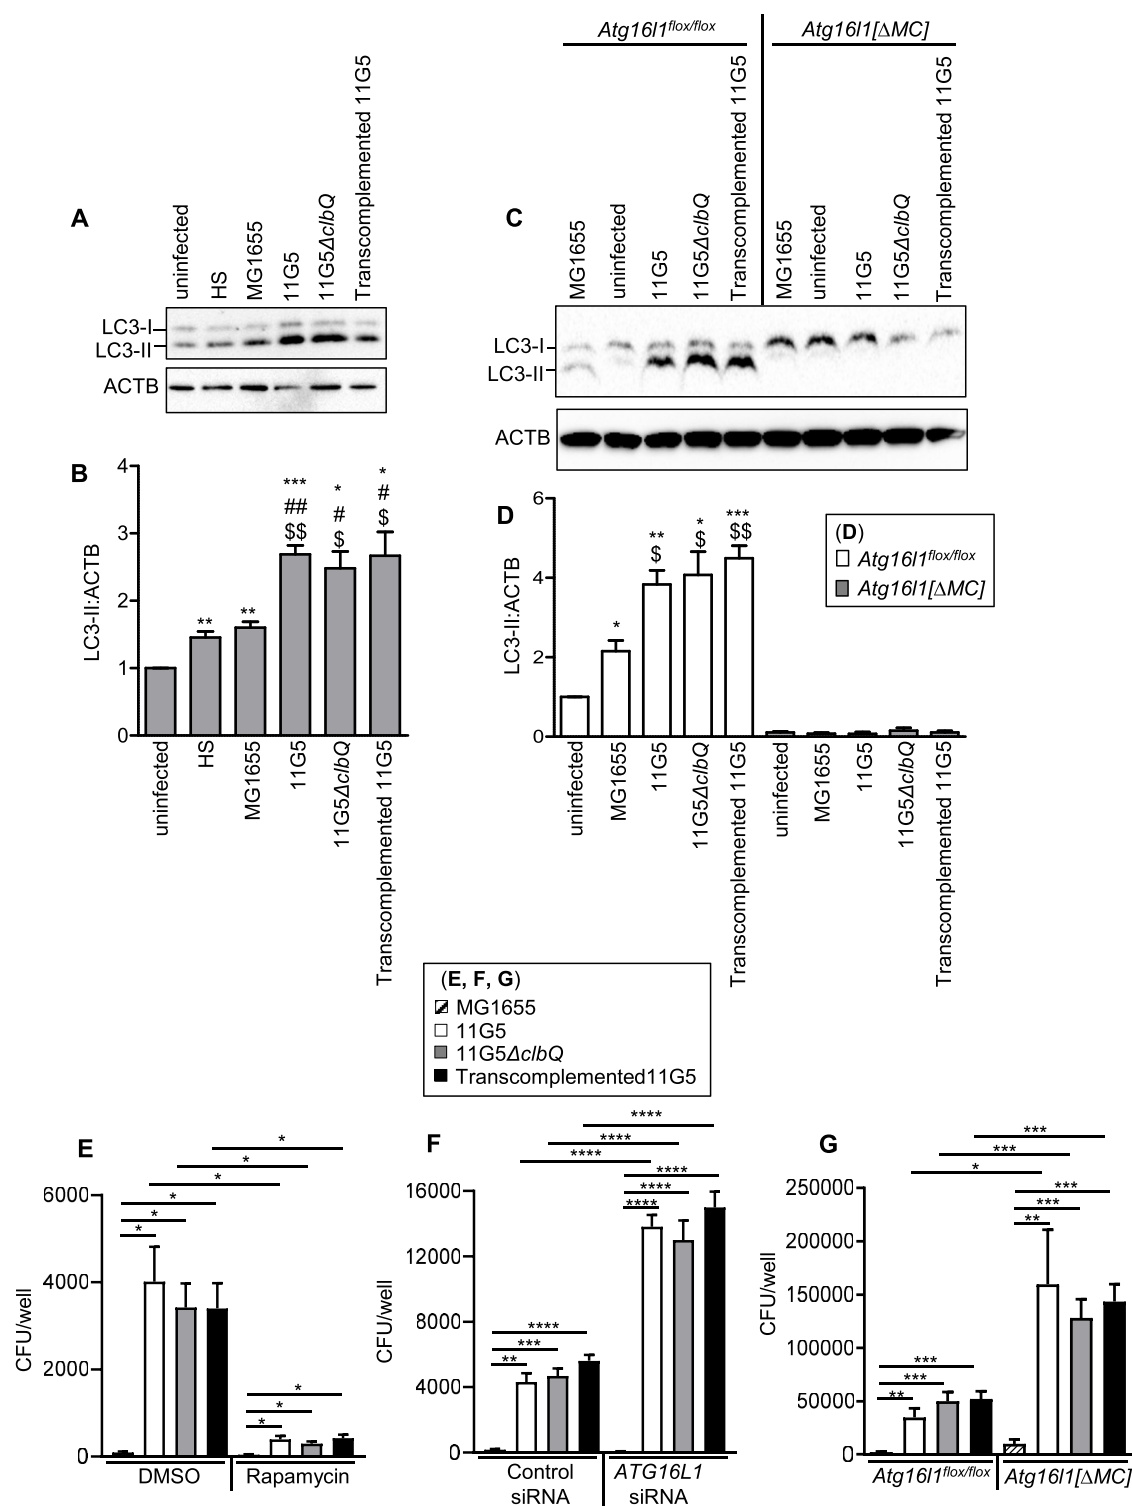 Atg16l1flox/flox
Atg16l1[ΔMC]
A
uninfected
HS
MG1655
11G5
11G5ΔclbQ
Transcomplemented 11G5
LC3-I
LC3-II
ACTB
C
MG1655
uninfected
11G5
11G5ΔclbQ
Transcomplemented 11G5
MG1655
uninfected
11G5
11G5ΔclbQ
Transcomplemented 11G5
LC3-I
LC3-II
ACTB
B
LC3-II:ACTB
4
3
2
1
0
**
**
***
##
$$
*
#
$
*
#
$
uninfected
HS
MG1655
11G5
11G5ΔclbQ
Transcomplemented 11G5
D
LC3-II:ACTB
6
4
2
0
*
**
$
*
$
***
$$
(D)
Atg16l1flox/flox
Atg16l1[ΔMC]
uninfected
MG1655
11G5
11G5ΔclbQ
Transcomplemented 11G5
uninfected
MG1655
11G5
11G5ΔclbQ
Transcomplemented 11G5
(E, F, G)
MG1655
11G5
11G5ΔclbQ
Transcomplemented11G5
E
CFU/well
6000
4000
2000
0
*
*
*
*
*
*
*
*
*
DMSO
Rapamycin
F
CFU/well
16000
12000
8000
4000
0
****
****
****
****
****
****
****
***
**
Control
siRNA
ATG16L1
siRNA
G
CFU/well
250000
200000
150000
100000
50000
0
***
***
*
***
***
**
***
***
**
Atg16l1flox/flox
Atg16l1[ΔMC]